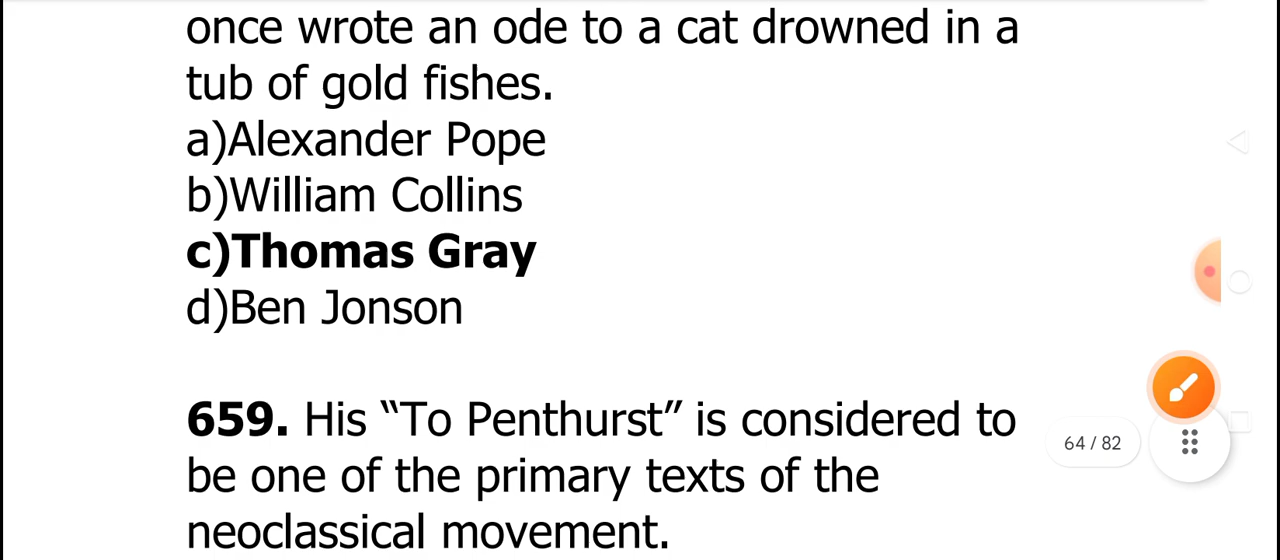 once wrote an ode to a cat drowned in a
tub of gold fishes.
a)Alexander Pope
b)William Collins
c)Thomas Gray
d)Ben Jonson
659. His “To Penthurst” is considered to
be one of the primary texts of the
neoclassical movement.
64 / 82